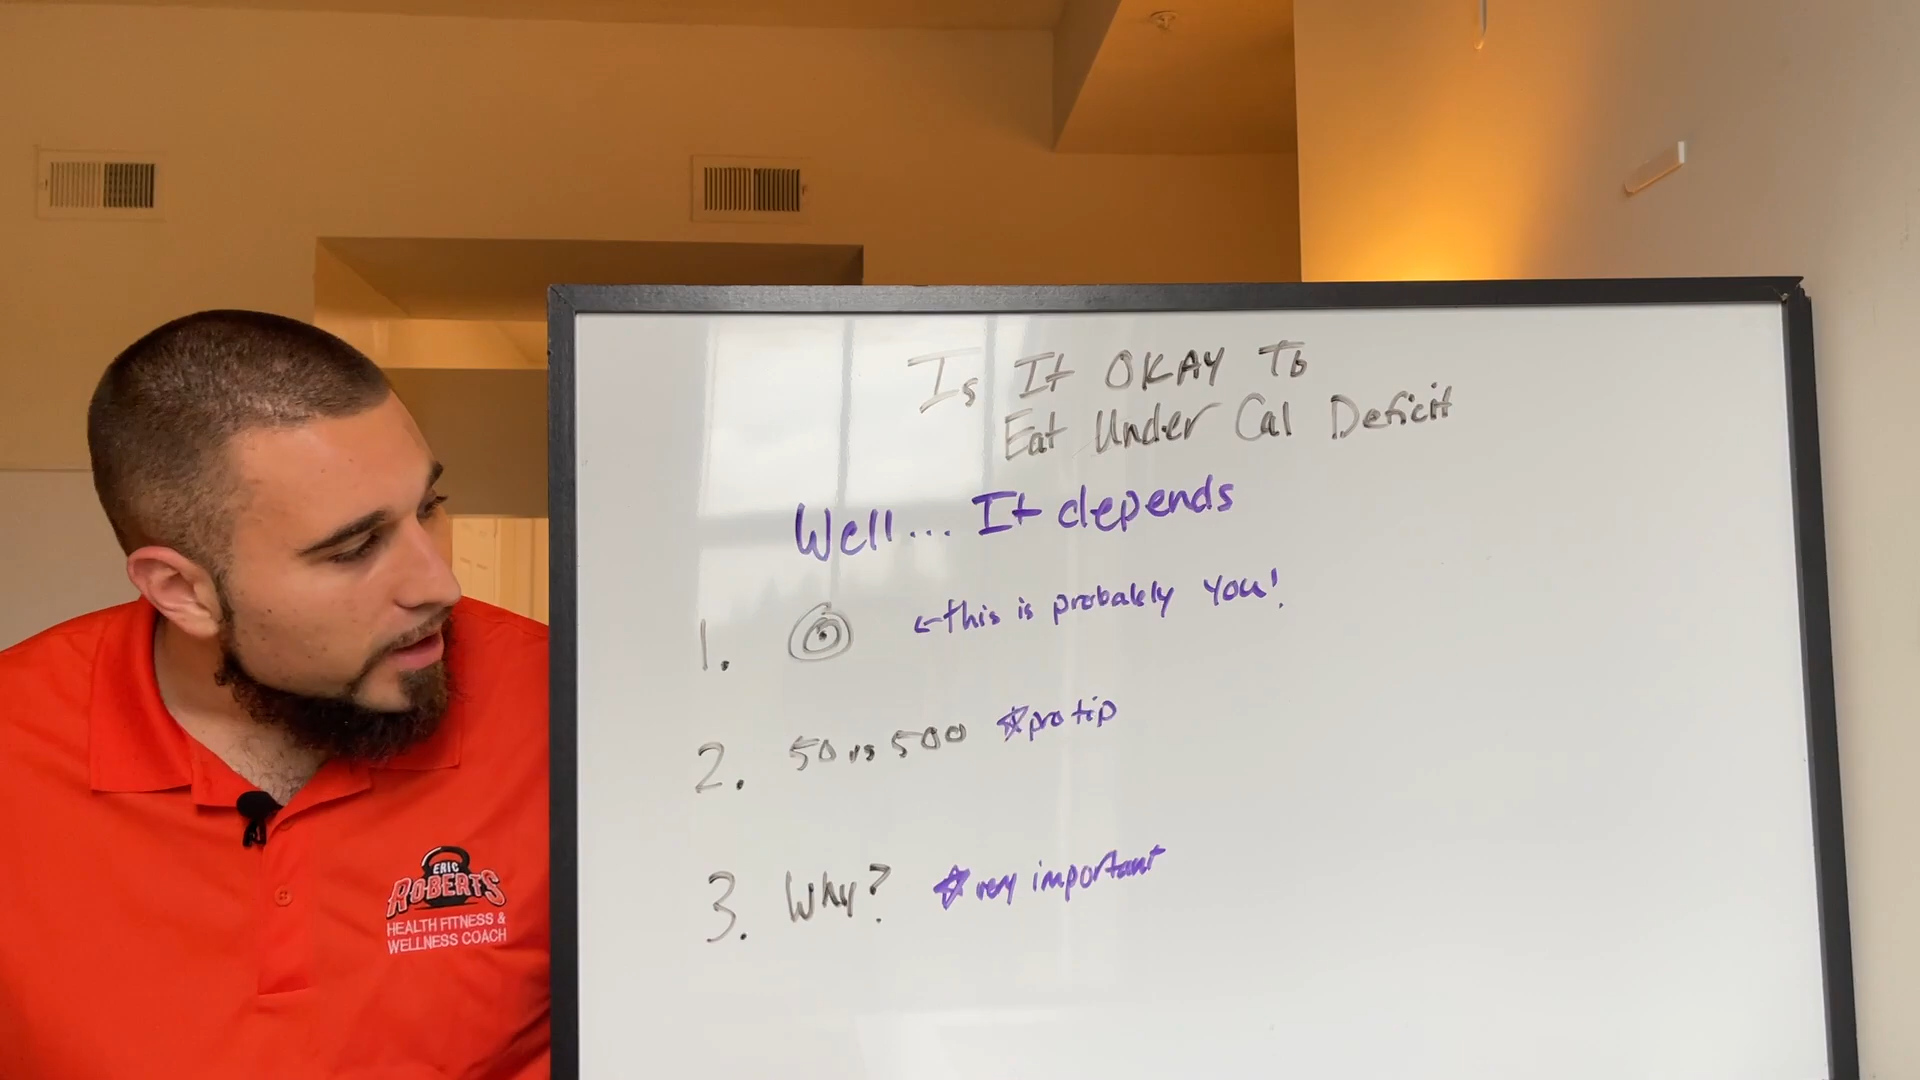 Is It OKAY To
Eat Under Cal Deficit
Well... It depends
1. ←this is probably You!
2. 50 vs 500 ☆pro tip
3. Why? ☆very important
ERIC
ROBERTS
HEALTH FITNESS &
WELLNESS COACH